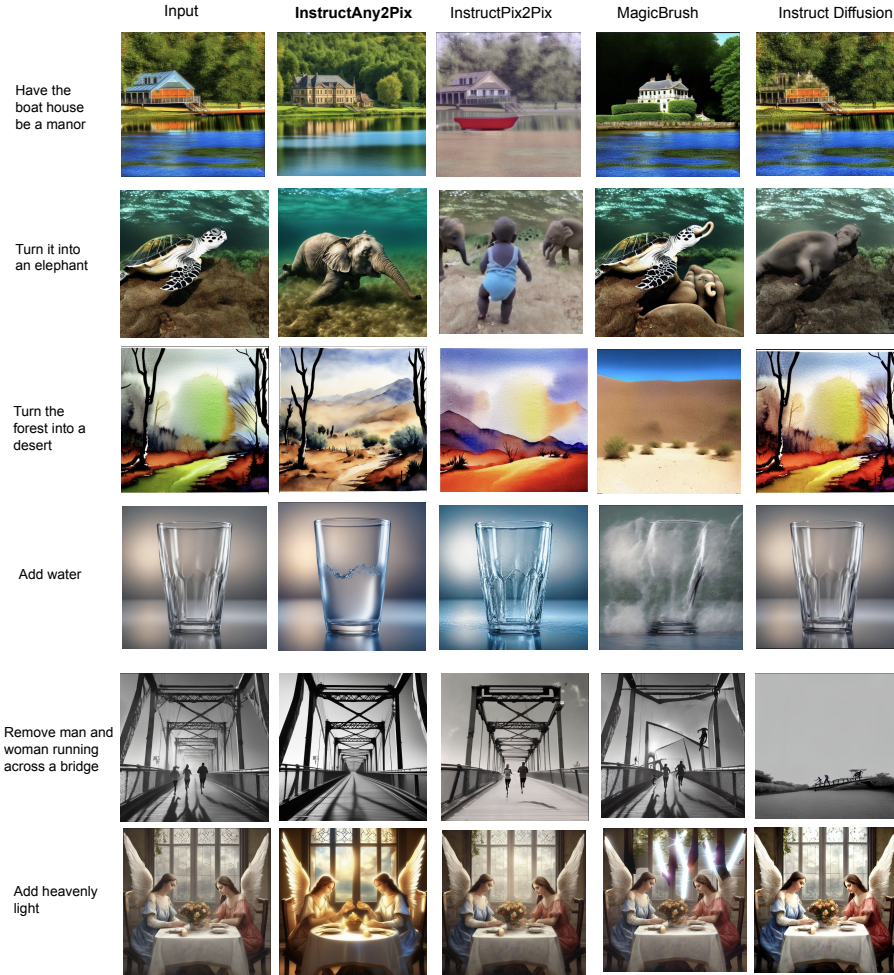 Input InstructAny2Pix InstructPix2Pix MagicBrush Instruct Diffusion
Have the
boat house
be a manor
Turn it into
an elephant
Turn the
forest into a
desert
Add water
Remove man and
woman running
across a bridge
Add heavenly
light